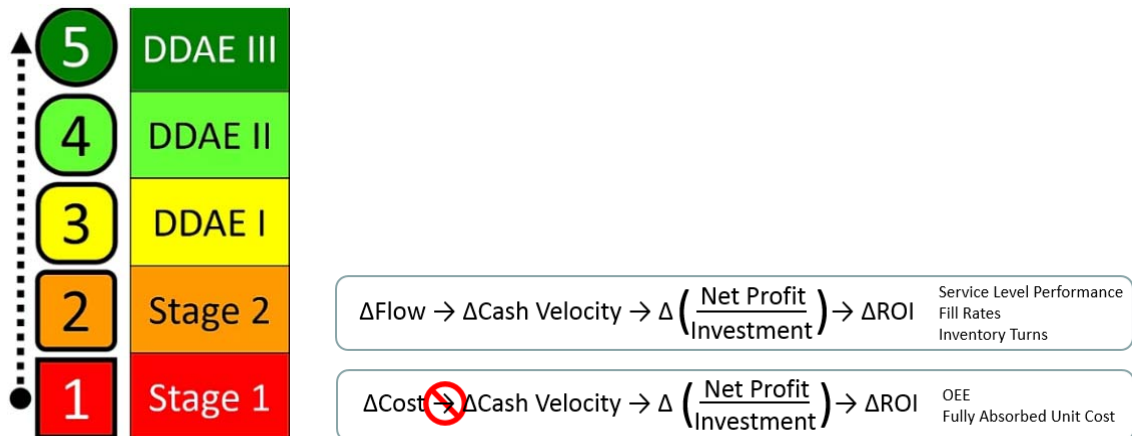 5 DDAE III
4 DDAE II
3 DDAE I
2 Stage 2
1 Stage 1
ΔFlow → ΔCash Velocity → Δ (Net Profit / Investment) → ΔROI
Service Level Performance
Fill Rates
Inventory Turns
ΔCost → ΔCash Velocity → Δ (Net Profit / Investment) → ΔROI
OEE
Fully Absorbed Unit Cost